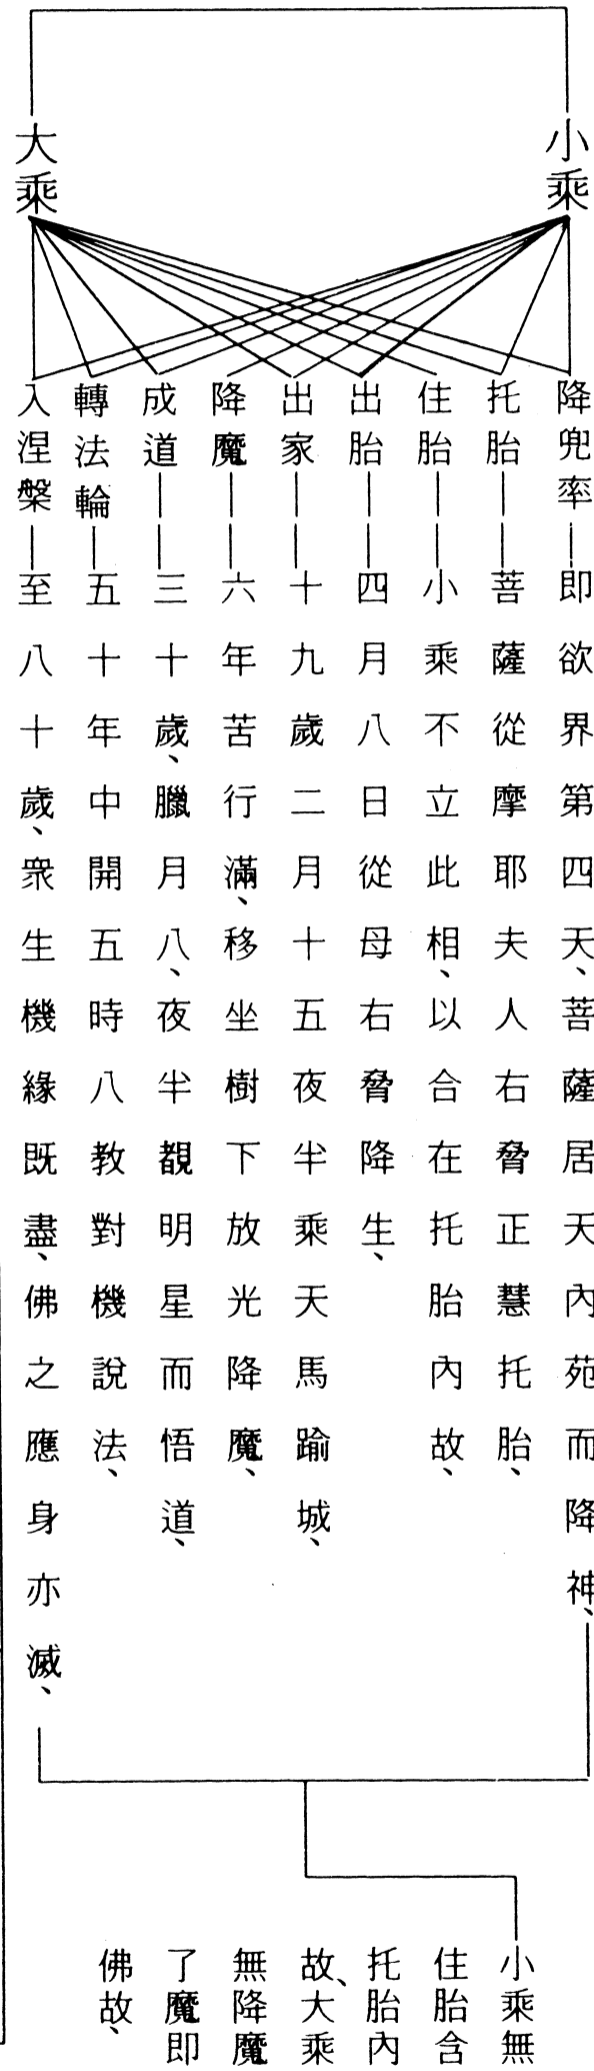 小乘
大乘
降兜率——即欲界第四天、菩薩居天內苑而降神、
托胎——菩薩從摩耶夫人右脅正慧托胎、
住胎——小乘不立此相、以合在托胎內故、
出胎——四月八日從母右脅降生、
出家——十九歲二月十五夜半乘天馬踰城、
降魔——六年苦行滿、移坐樹下放光降魔、
成道——三十歲、臘月八、夜半覩明星而悟道、
轉法輪——五十年中開五時八教對機說法、
入涅槃——至八十歲、衆生機緣既盡、佛之應身亦滅、
小乘無
住胎含
托胎內
故、大乘
無降魔
了魔即
佛故、